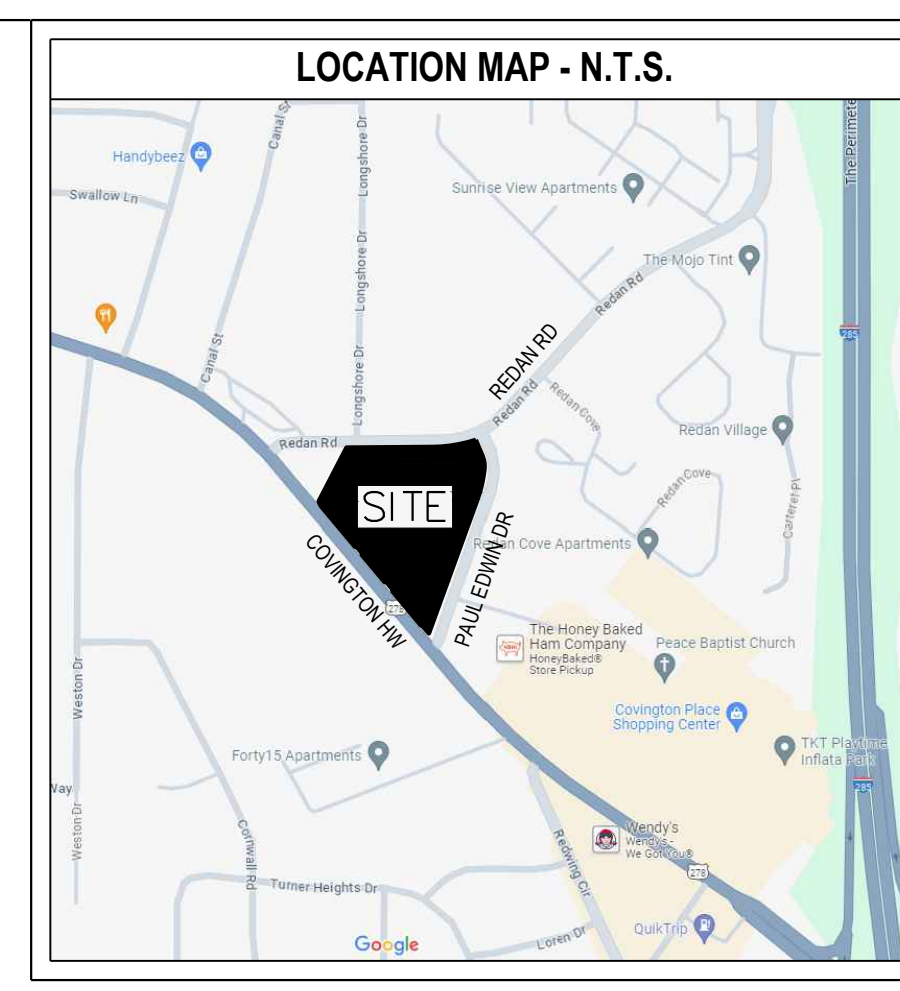 LOCATION MAP - N.T.S.
Canal St
Longshore Dr
The Perimete
Handybeez
Swallow Ln
Sunrise View Apartments
The Mojo Tint
Longshore Dr
Redan Rd
285
Canal St
REDAN RD
Longshore Dr
Redan Rd
Redan Cove
Redan Rd
Redan Village
SITE
Redan Cove
Carteret Pl
COVINGTON HW
PAUL EDWIN DR
Redan Cove Apartments
278
The Honey Baked
Ham Company
HoneyBaked®
Store Pickup
Peace Baptist Church
Weston Dr
Covington Place
Shopping Center
Forty15 Apartments
TKT Playtime
Inflata Park
Way
285
Weston Dr
Cornwall Rd
Redwing Cir
Wendy's
Wendy's -
We Got You®
278
Turner Heights Dr
Loren Dr
QuikTrip
Google